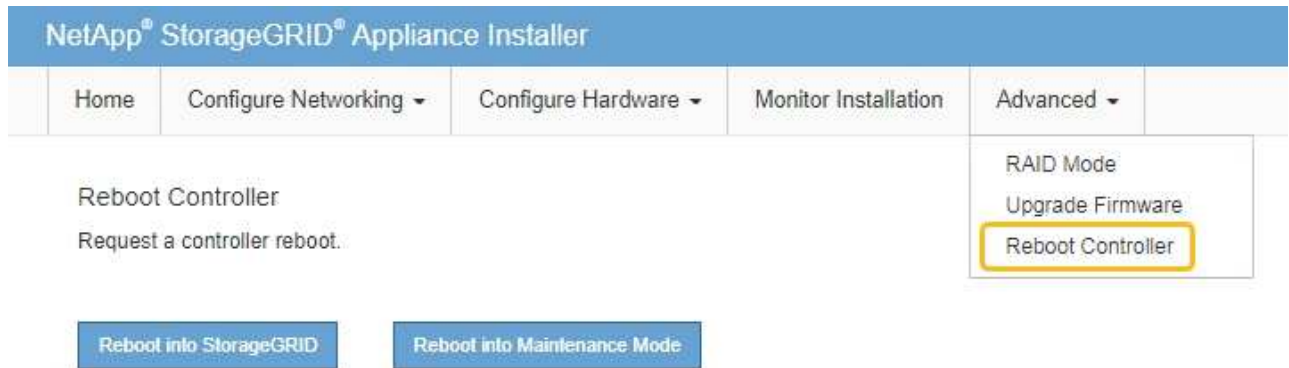 NetApp® StorageGRID® Appliance Installer
Home Configure Networking Configure Hardware Monitor Installation Advanced
RAID Mode
Upgrade Firmware
Reboot Controller
Reboot Controller
Request a controller reboot.
Reboot into StorageGRID Reboot into Maintenance Mode